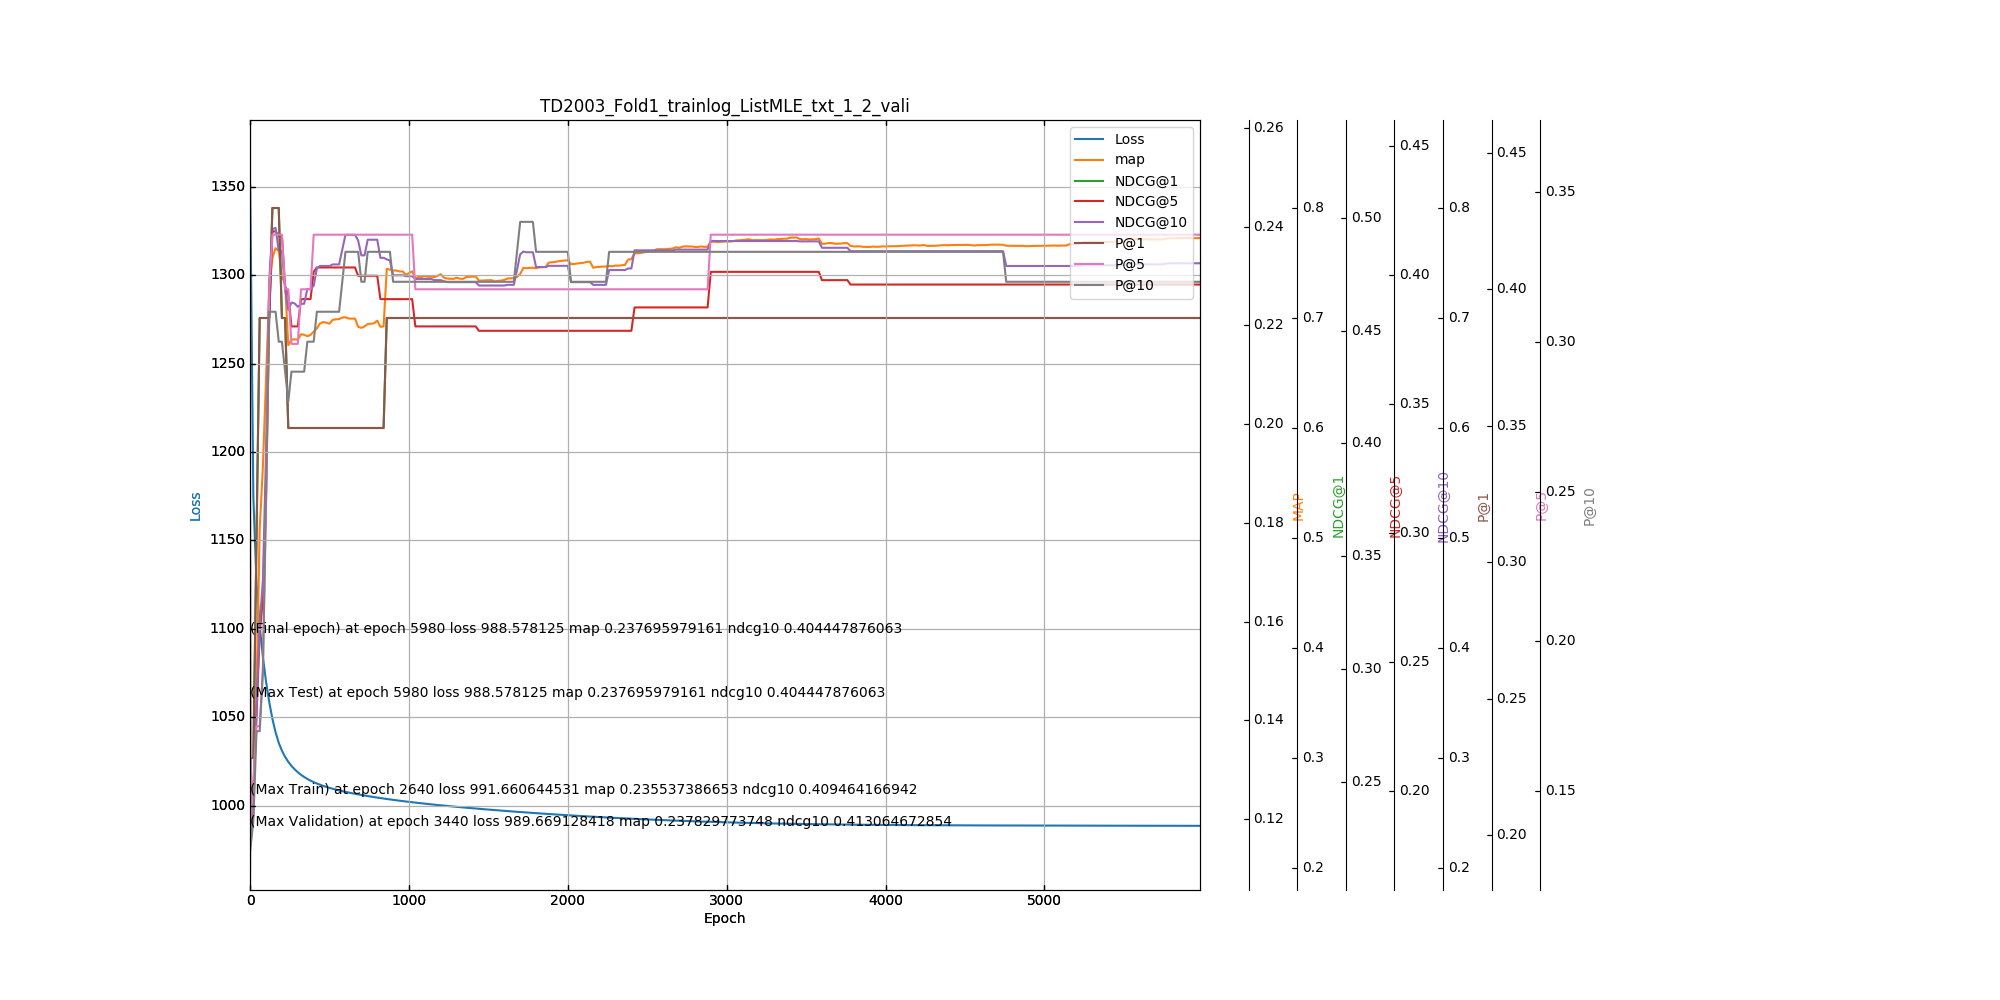 TD2003_Fold1_trainlog_ListMLE_txt_1_2_vali
Loss
map
NDCG@1
NDCG@5
NDCG@10
P@1
P@5
P@10
1350
1300
1250
1200
1150
1100
1050
1000
Loss
(Final epoch) at epoch 5980 loss 988.578125 map 0.237695979161 ndcg10 0.404447876063
(Max Test) at epoch 5980 loss 988.578125 map 0.237695979161 ndcg10 0.404447876063
(Max Train) at epoch 2640 loss 991.660644531 map 0.235537386653 ndcg10 0.409464166942
(Max Validation) at epoch 3440 loss 989.669128418 map 0.237829773748 ndcg10 0.413064672854
0 1000 2000 3000 4000 5000
Epoch
0.26
0.24
0.22
0.20
0.18
0.16
0.14
0.12
MAP
0.8
0.7
0.6
0.5
0.4
0.3
0.2
NDCG@1
0.50
0.45
0.40
0.35
0.30
0.25
NDCG@5
0.45
0.40
0.35
0.30
0.25
0.20
NDCG@10
0.8
0.7
0.6
0.5
0.4
0.3
0.2
P@1
0.45
0.40
0.35
0.30
0.25
0.20
P@5
0.35
0.30
0.25
0.20
0.15
P@10